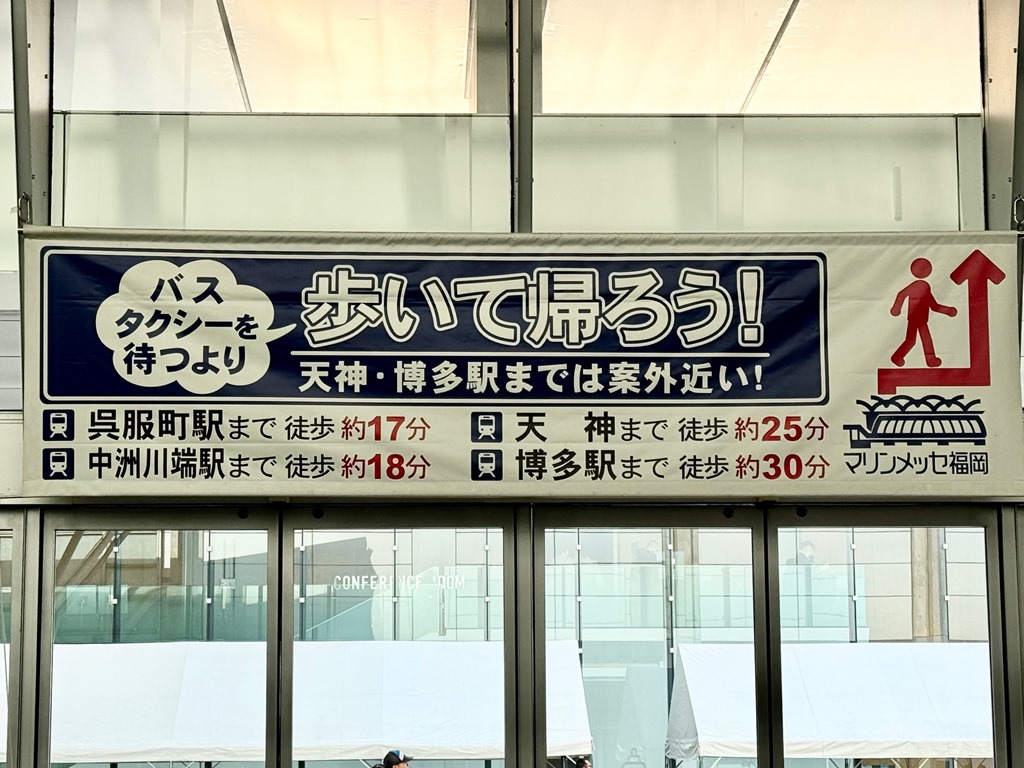 バス
タクシーを
待つより
歩いて帰ろう!
天神・博多駅までは案外近い!
呉服町駅まで 徒歩 約17分
中洲川端駅まで 徒歩 約18分
天 神まで 徒歩 約25分
博多駅まで 徒歩 約30分
マリンメッセ福岡
CONFERENCE